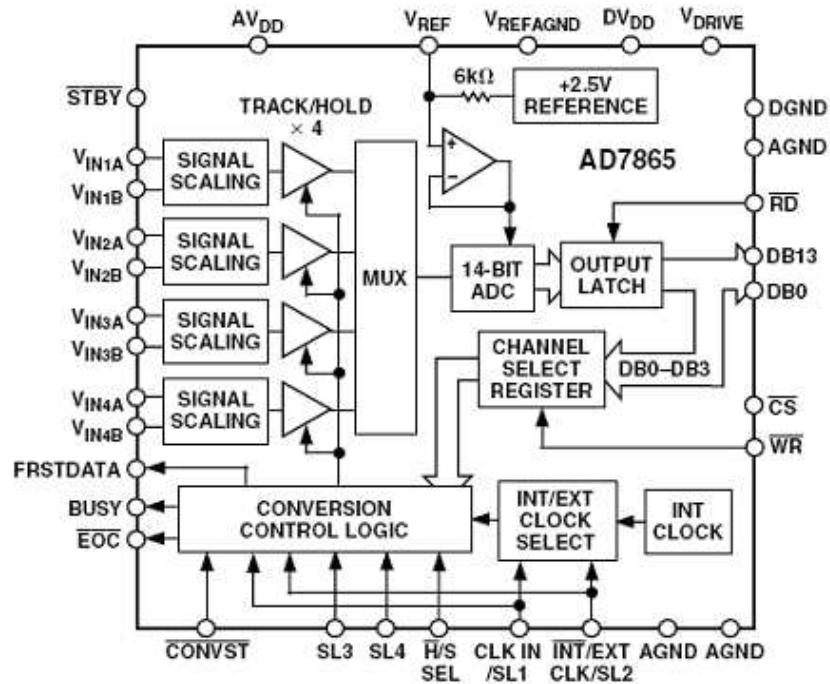 AVDD
VREF
VREFAGND
DVDD
VDRIVE
STBY
6kΩ
+2.5V
REFERENCE
TRACK/HOLD
× 4
DGND
AGND
AD7865
VIN1A
VIN1B
SIGNAL
SCALING
+
−
RD
VIN2A
VIN2B
SIGNAL
SCALING
MUX
14-BIT
ADC
OUTPUT
LATCH
DB13
DB0
VIN3A
VIN3B
SIGNAL
SCALING
CHANNEL
SELECT
REGISTER
DB0–DB3
VIN4A
VIN4B
SIGNAL
SCALING
CS
WR
FRSTDATA
BUSY
EOC
CONVERSION
CONTROL LOGIC
INT/EXT
CLOCK
SELECT
INT
CLOCK
CONVST
SL3
SL4
H/S
SEL
CLK IN
/SL1
INT/EXT
CLK/SL2
AGND
AGND